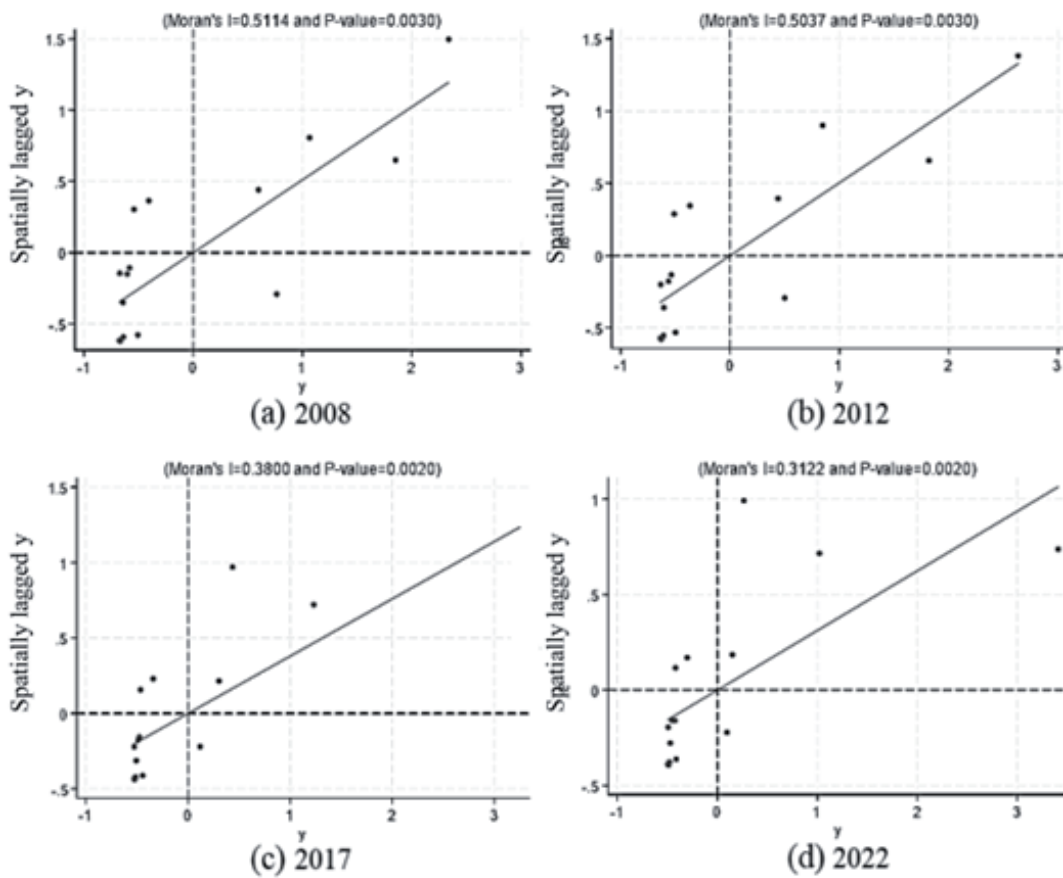 (Moran's I=0.5114 and P-value=0.0030)
Spatially lagged y
1.5
1
.5
0
-.5
-1 0 1 2 3
y
(a) 2008
(Moran's I=0.5037 and P-value=0.0030)
Spatially lagged y
1.5
1
.5
0
-.5
-1 0 1 2 3
y
(b) 2012
(Moran's I=0.3800 and P-value=0.0020)
Spatially lagged y
1.5
1
.5
0
-.5
-1 0 1 2 3
y
(c) 2017
(Moran's I=0.3122 and P-value=0.0020)
Spatially lagged y
1
.5
0
-.5
-1 0 1 2 3
y
(d) 2022